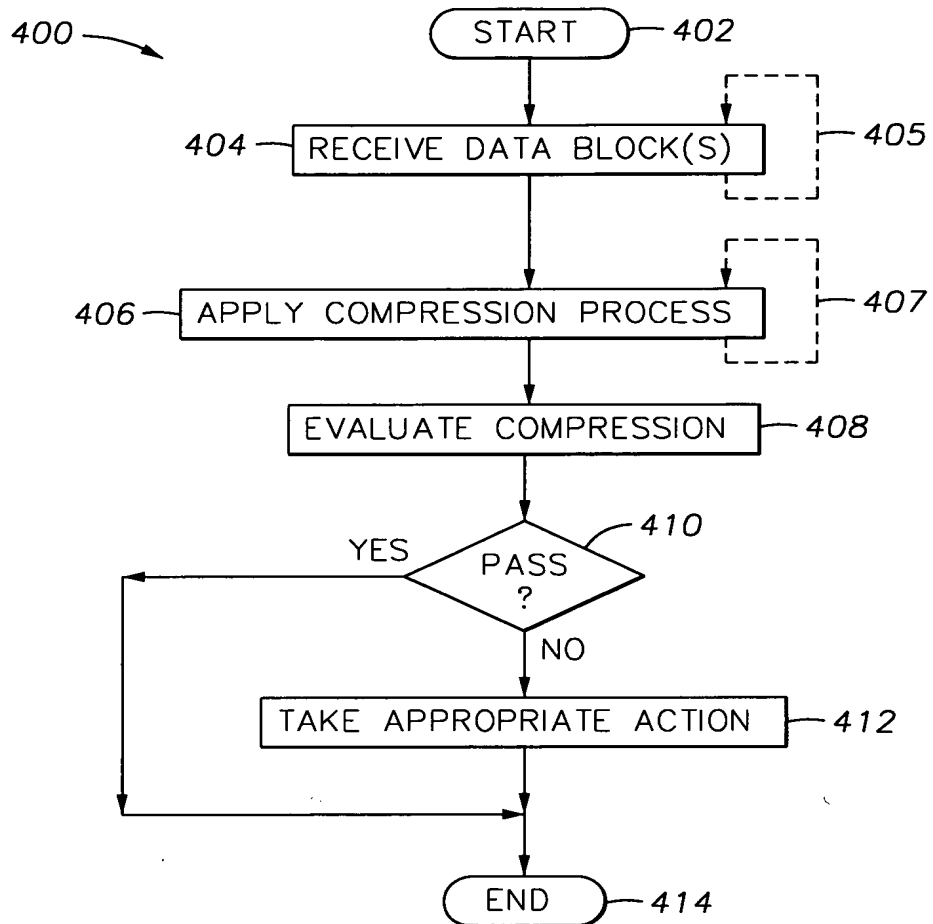 400
START 402
404 RECEIVE DATA BLOCK(S) 405
406 APPLY COMPRESSION PROCESS 407
EVALUATE COMPRESSION 408
410
YES PASS
?
NO
TAKE APPROPRIATE ACTION 412
END 414